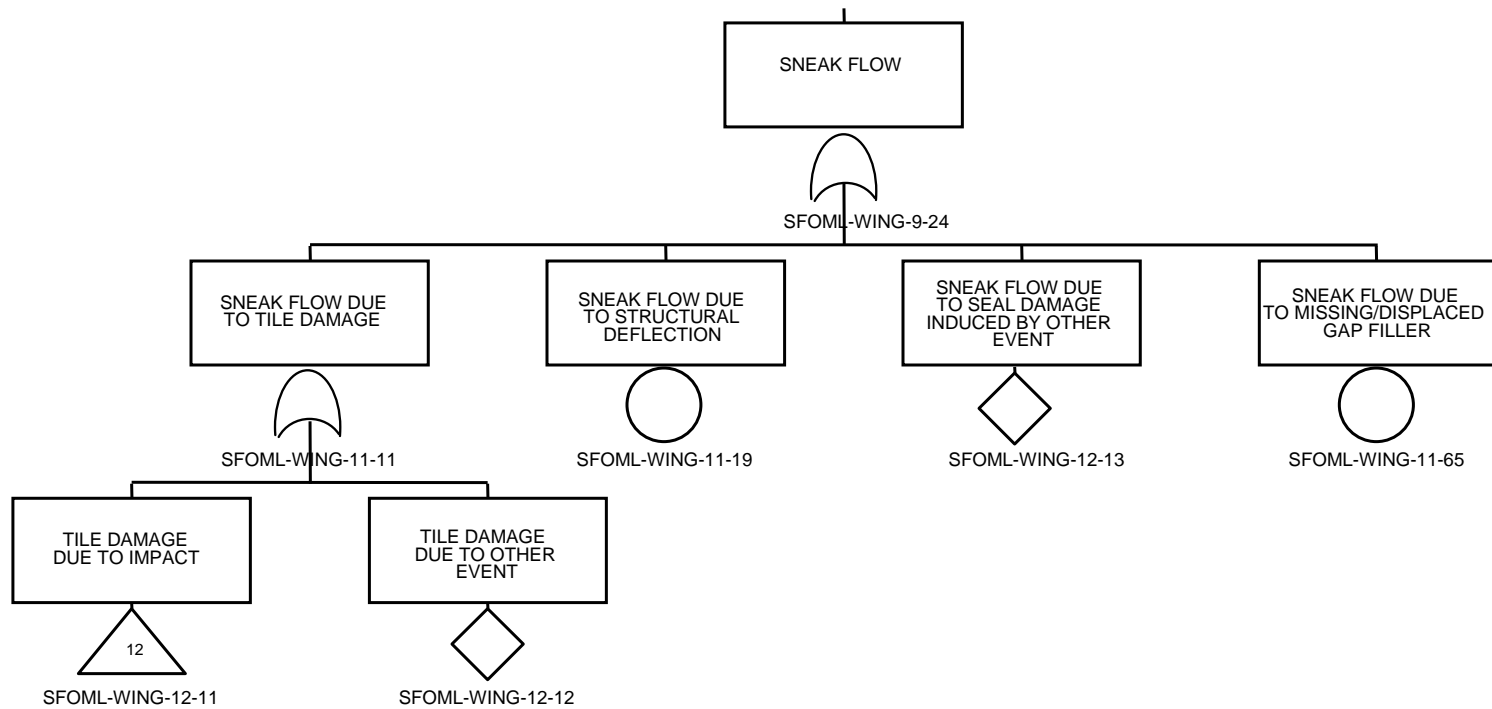 SNEAK FLOW
SFOML-WING-9-24
SNEAK FLOW DUE
TO TILE DAMAGE
SFOML-WING-11-11
SNEAK FLOW DUE
TO STRUCTURAL
DEFLECTION
SFOML-WING-11-19
SNEAK FLOW DUE
TO SEAL DAMAGE
INDUCED BY OTHER
EVENT
SFOML-WING-12-13
SNEAK FLOW DUE
TO MISSING/DISPLACED
GAP FILLER
SFOML-WING-11-65
TILE DAMAGE
DUE TO IMPACT
12
SFOML-WING-12-11
TILE DAMAGE
DUE TO OTHER
EVENT
SFOML-WING-12-12